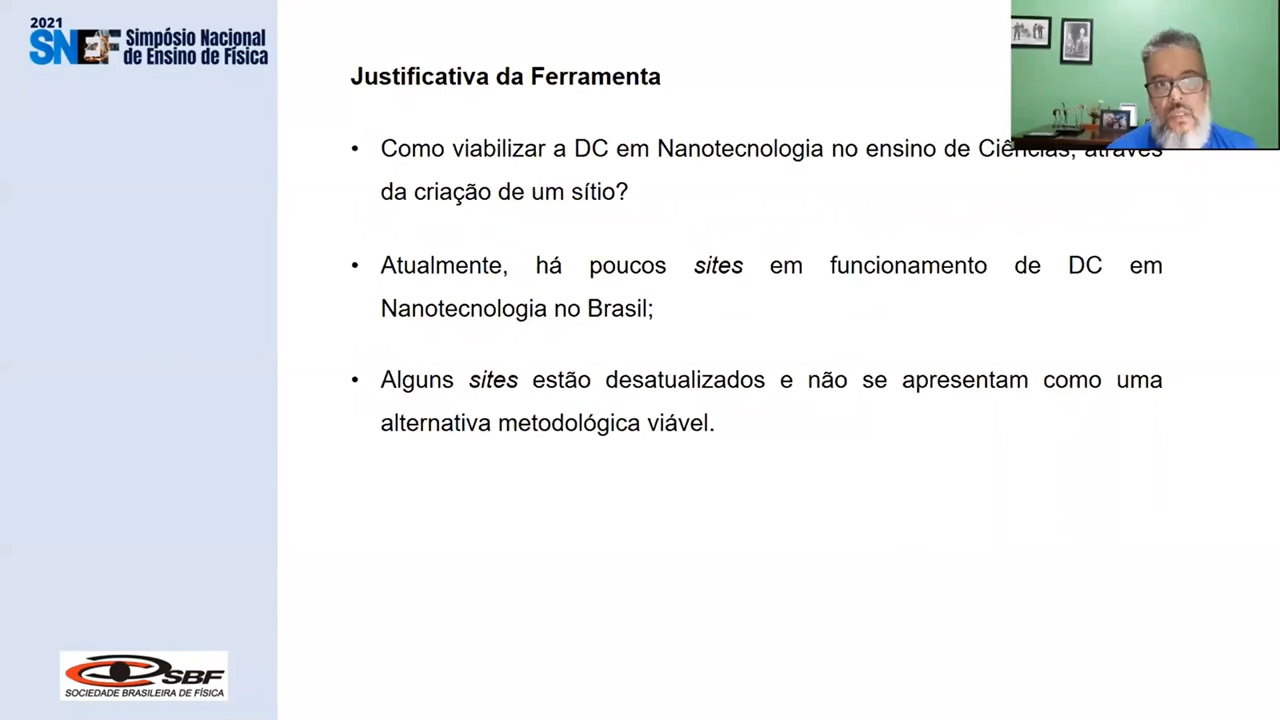 2021
SNEF Simpósio Nacional
de Ensino de Física
Justificativa da Ferramenta
• Como viabilizar a DC em Nanotecnologia no ensino de Ciências, através
da criação de um sítio?
• Atualmente, há poucos sites em funcionamento de DC em
Nanotecnologia no Brasil;
• Alguns sites estão desatualizados e não se apresentam como uma
alternativa metodológica viável.
SBF
SOCIEDADE BRASILEIRA DE FÍSICA